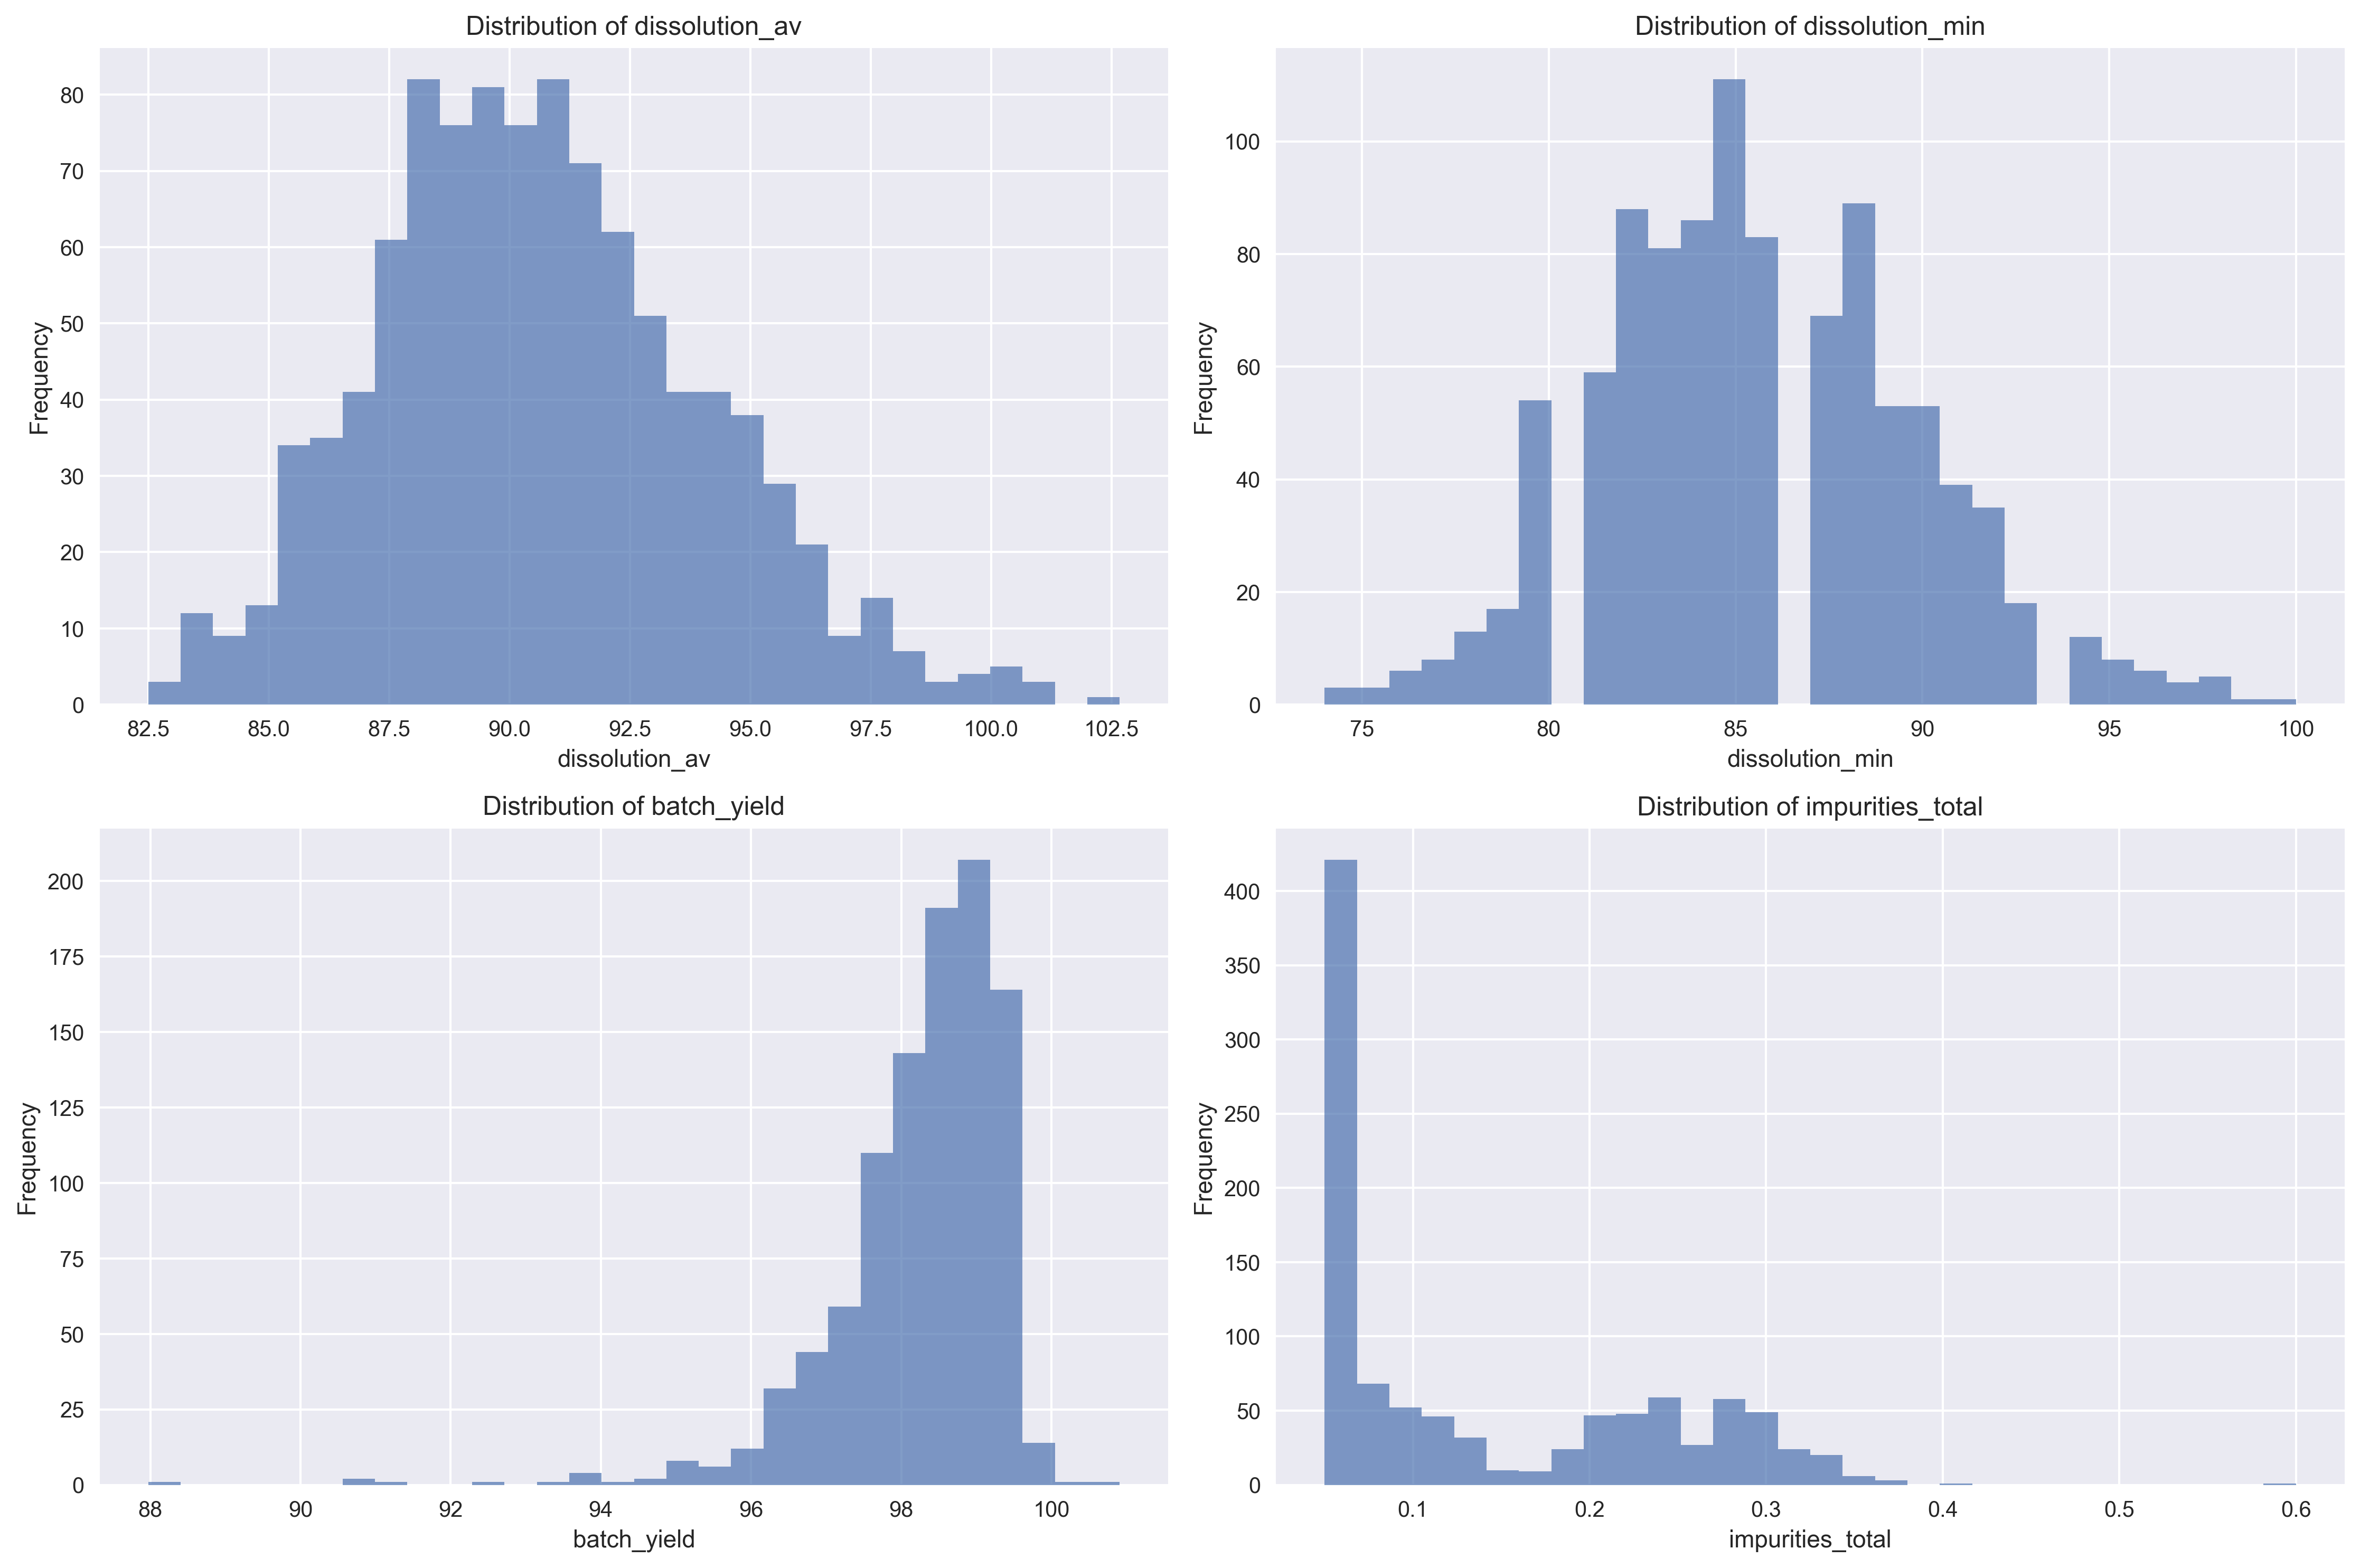 Distribution of dissolution_av
Frequency
80
70
60
50
40
30
20
10
0
82.5 85.0 87.5 90.0 92.5 95.0 97.5 100.0 102.5
dissolution_av
Distribution of dissolution_min
Frequency
100
80
60
40
20
0
75 80 85 90 95 100
dissolution_min
Distribution of batch_yield
Frequency
200
175
150
125
100
75
50
25
0
88 90 92 94 96 98 100
batch_yield
Distribution of impurities_total
Frequency
400
350
300
250
200
150
100
50
0
0.1 0.2 0.3 0.4 0.5 0.6
impurities_total